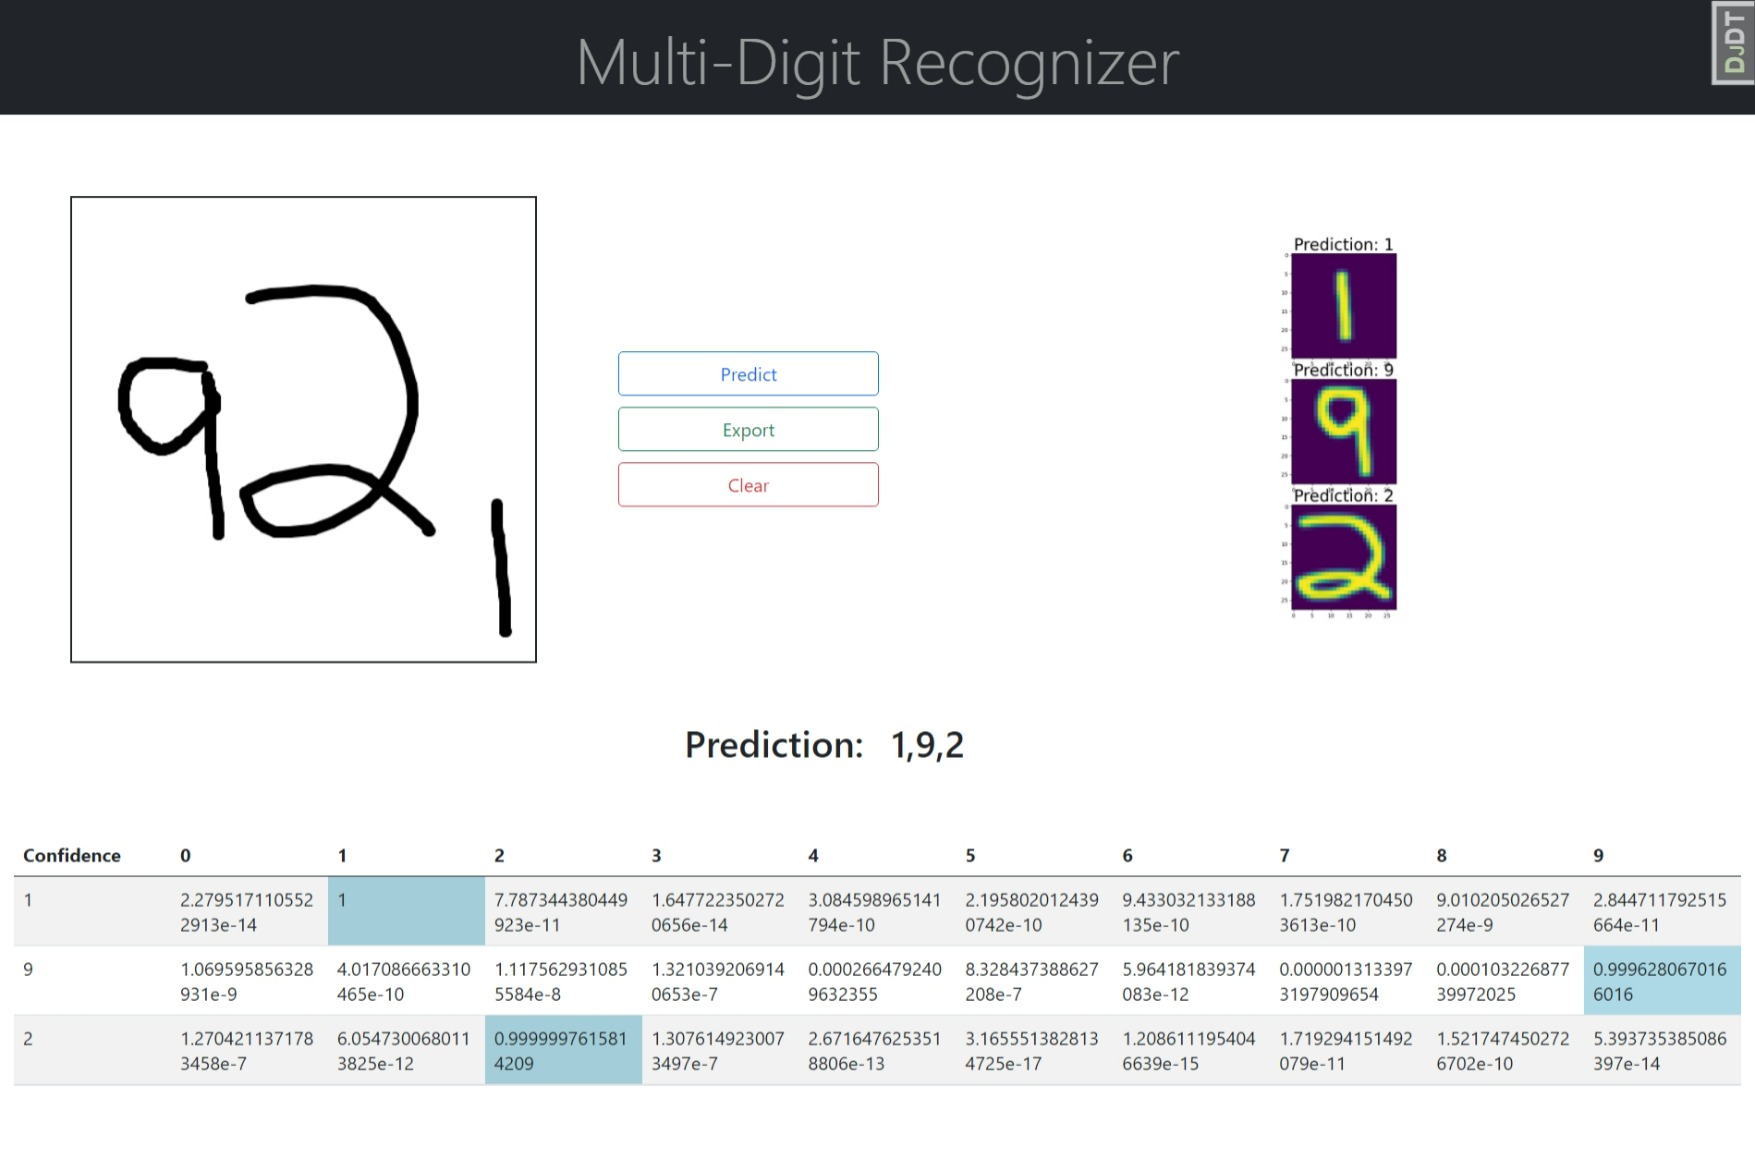 Multi-Digit Recognizer
DJDT
92
1
Predict
Export
Clear
Prediction: 1
1
Prediction: 9
9
Prediction: 2
2
Prediction: 1,9,2
Confidence 0 1 2 3 4 5 6 7 8 9
1 2.2795171105522913e-14 1 7.787344380449923e-11 1.6477223502720656e-14 3.084598965141794e-10 2.1958020124390742e-10 9.433032133188135e-10 1.7519821704503613e-10 9.010205026527274e-9 2.844711792515664e-11
9 1.069595856328931e-9 4.017086663310465e-10 1.1175629310855584e-8 1.3210392069140653e-7 0.0002664792409632355 8.328437388627208e-7 5.964181839374083e-12 0.0000013133973197909654 0.00010322687739972025 0.9996280670166016
2 1.2704211371783458e-7 6.0547300680113825e-12 0.9999997615814209 1.3076149230073497e-7 2.6716476253518806e-13 3.1655513828134725e-17 1.2086111954046639e-15 1.719294151492079e-11 1.5217474502726702e-10 5.393735385086397e-14